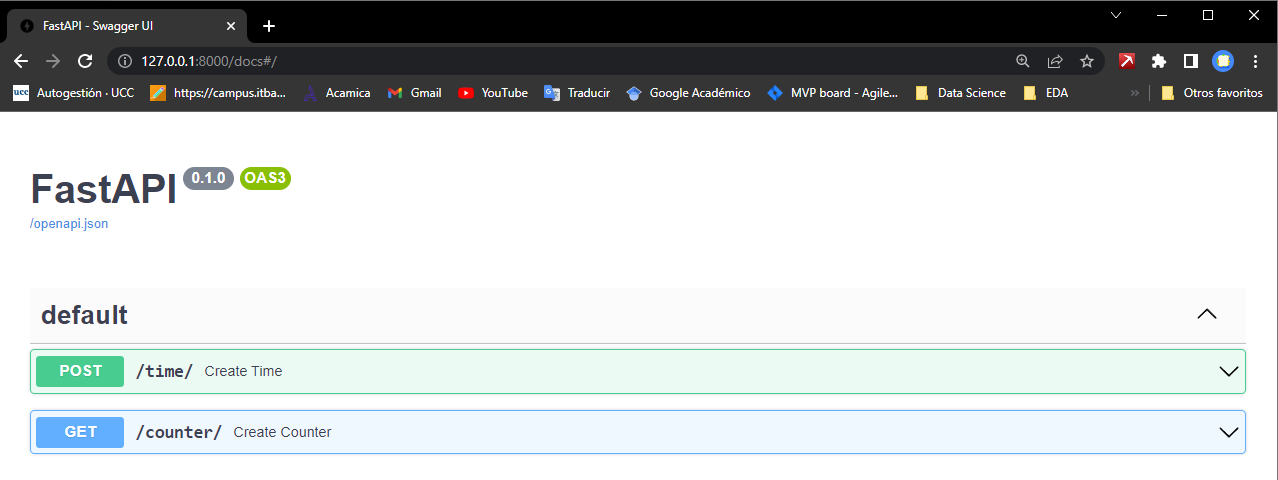 FastAPI - Swagger UI
127.0.0.1:8000/docs#/
ucc Autogestión · UCC https://campus.itba... Acamica Gmail YouTube Traducir Google Académico MVP board - Agile... Data Science EDA » Otros favoritos
FastAPI 0.1.0 OAS3
/openapi.json
default
POST /time/ Create Time
GET /counter/ Create Counter